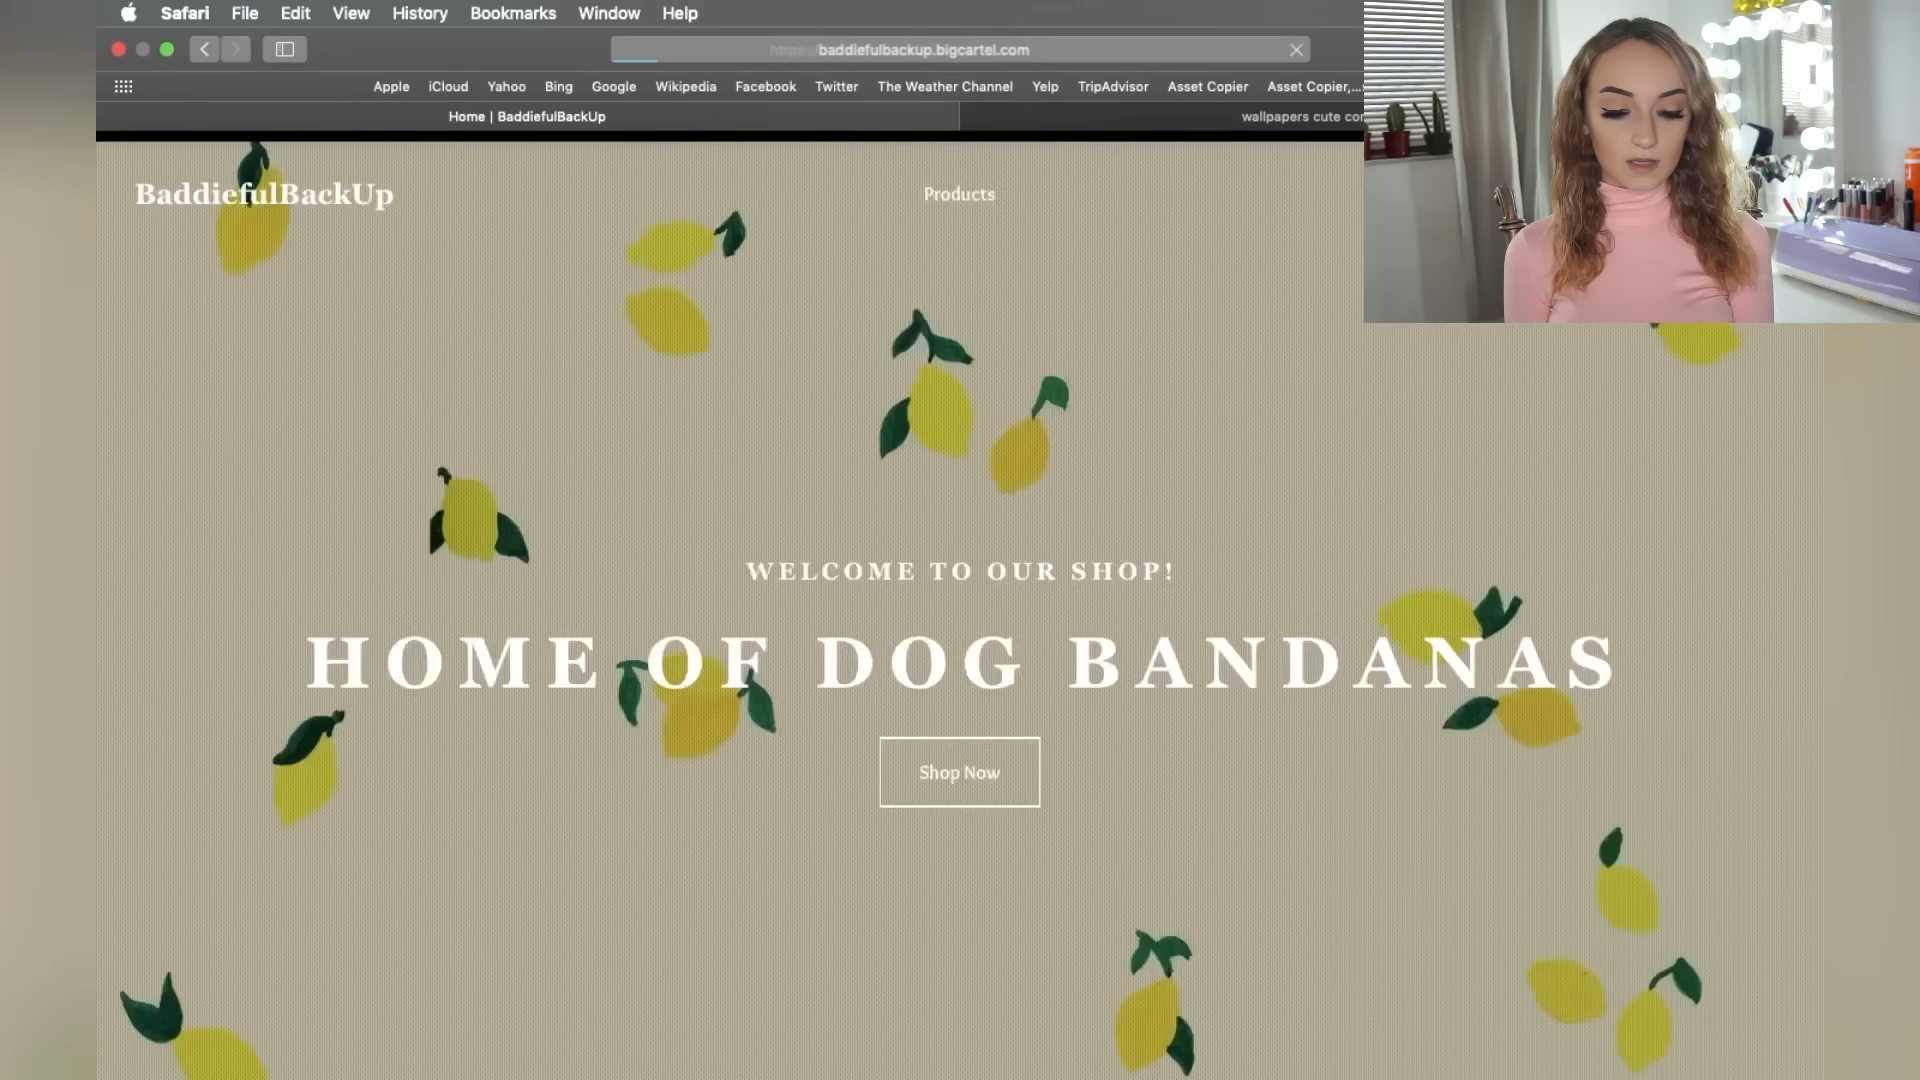 Safari File Edit View History Bookmarks Window Help
https://baddiefulbackup.bigcartel.com
Apple iCloud Yahoo Bing Google Wikipedia Facebook Twitter The Weather Channel Yelp TripAdvisor Asset Copier Asset Copier,...
Home | BaddiefulBackUp
wallpapers cute
BaddiefulBackUp
Products
WELCOME TO OUR SHOP!
HOME OF DOG BANDANAS
Shop Now